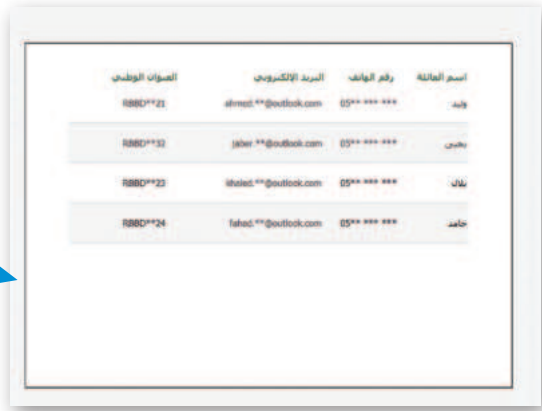 اسم العائلة رقم الهاتف البريد الإلكتروني العنوان الوطني
وليد 05** *** *** ahmed.**@outlook.com RBBD**21
يحيى 05** *** *** jaber.**@outlook.com RBBD**32
بلال 05** *** *** khaled.**@outlook.com RBBD**23
حامد 05** *** *** fahad.**@outlook.com RBBD**24